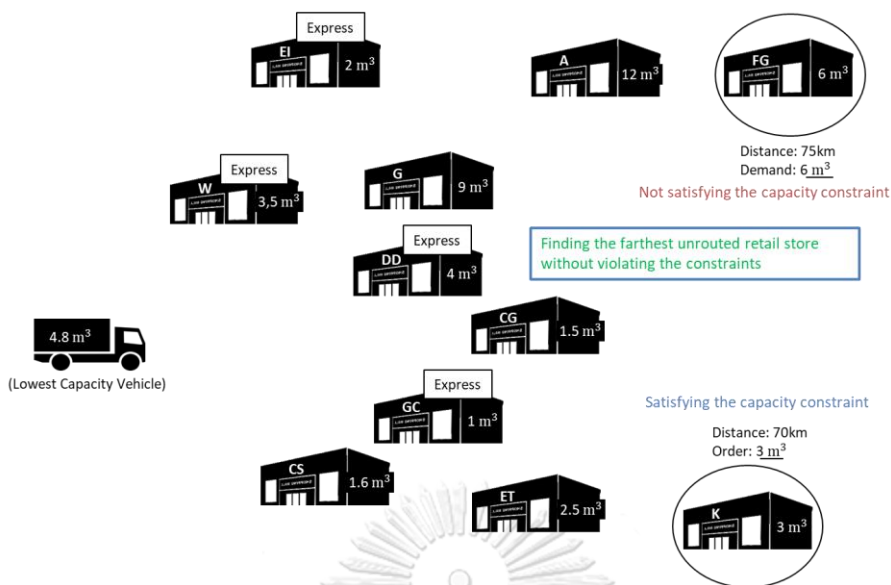 Express
EI
2 m³
A
12 m³
FG
6 m³
Distance: 75km
Demand: 6 m³
Not satisfying the capacity constraint
Express
W
3,5 m³
G
9 m³
Express
DD
4 m³
Finding the farthest unrouted retail store
without violating the constraints
CG
1.5 m³
4.8 m³
(Lowest Capacity Vehicle)
Express
GC
1 m³
Satisfying the capacity constraint
Distance: 70km
Order: 3 m³
CS
1.6 m³
ET
2.5 m³
K
3 m³